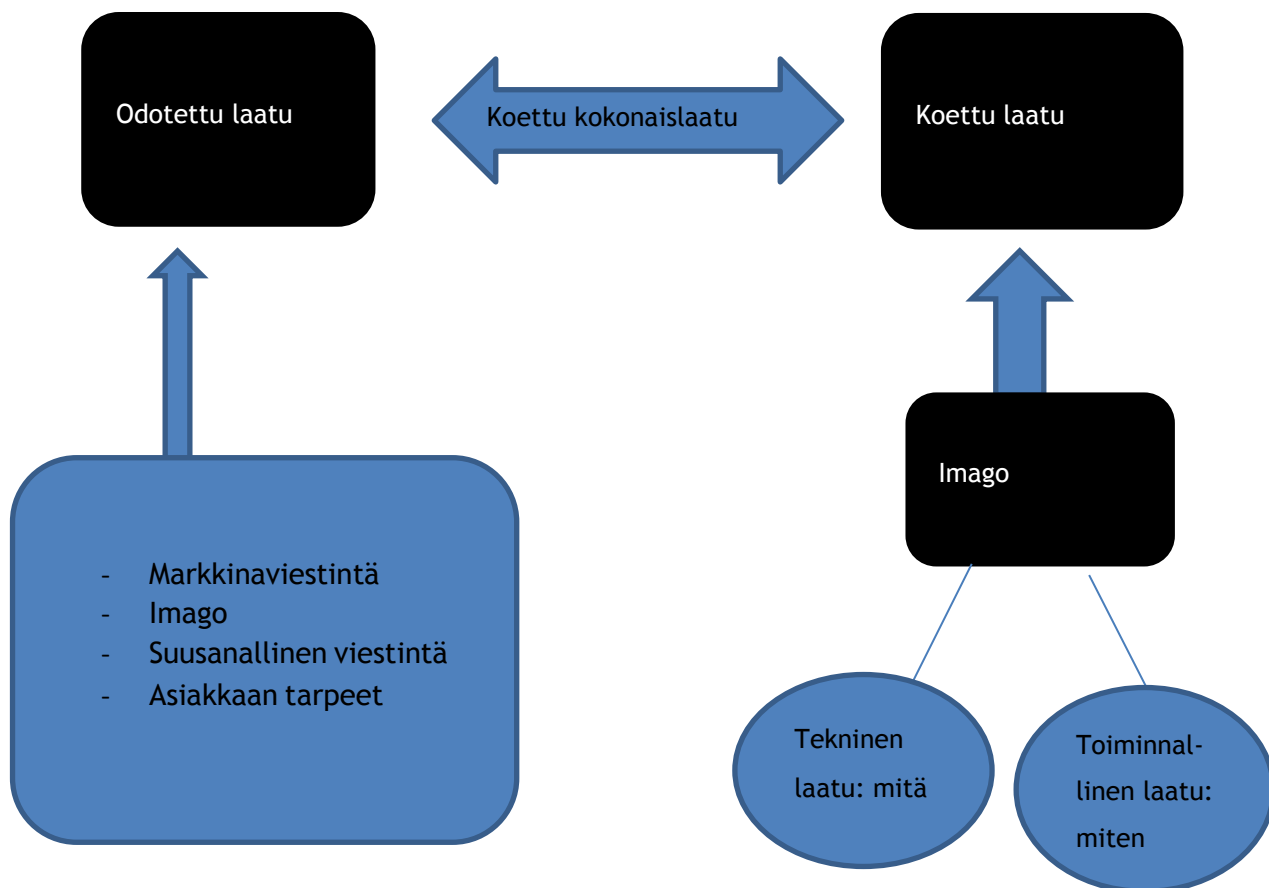 Odotettu laatu
Koettu kokonaislaatu
Koettu laatu
Imago
- Markkinaviestintä
- Imago
- Suusanallinen viestintä
- Asiakkaan tarpeet
Tekninen
laatu: mitä
Toiminnal-
linen laatu:
miten